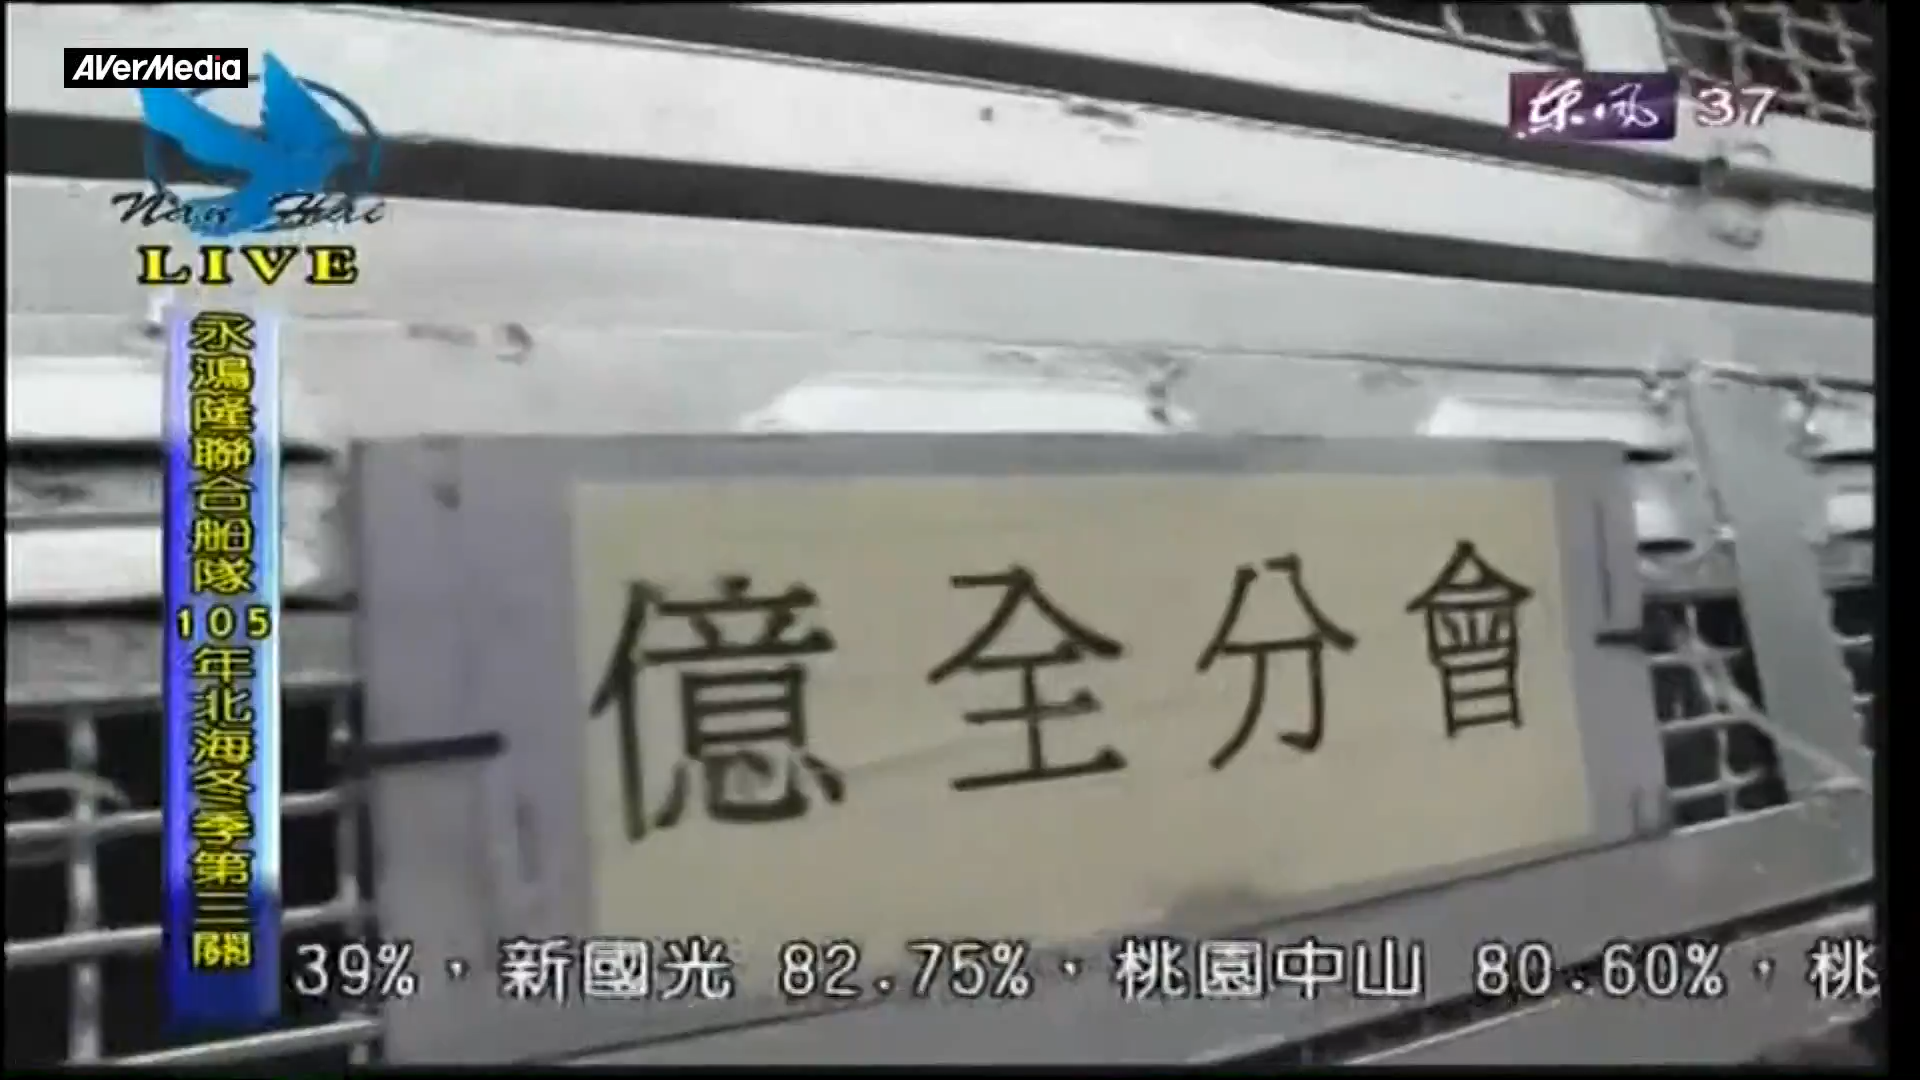 AVerMedia
東風 37
Nan Hai
LIVE
永鴻隆聯合船隊105年北海冬季第三關
億全分會
39%，新國光 82.75%，桃園中山 80.60%，桃